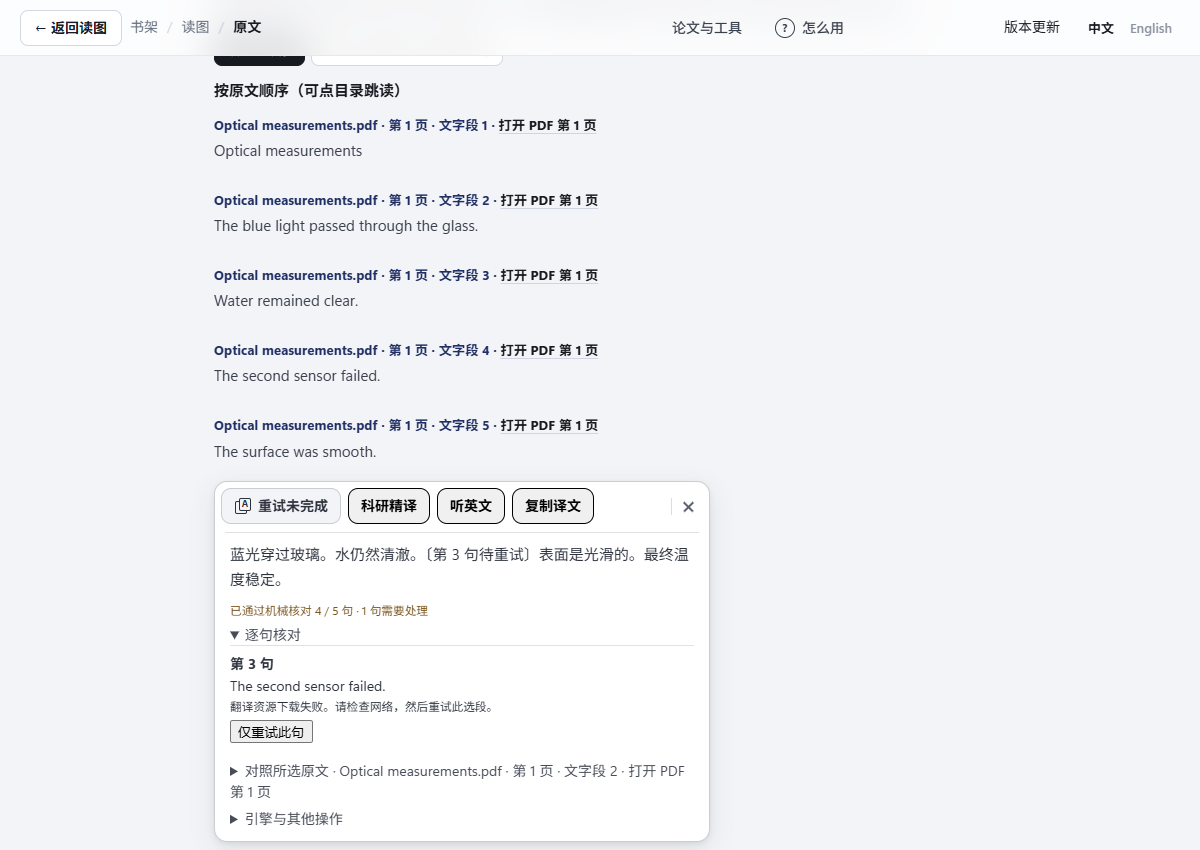 ← 返回读图 书架 / 读图 / 原文 论文与工具 ? 怎么用 版本更新 中文 English
按原文顺序（可点目录跳读）
Optical measurements.pdf · 第 1 页 · 文字段 1 · 打开 PDF 第 1 页
Optical measurements
Optical measurements.pdf · 第 1 页 · 文字段 2 · 打开 PDF 第 1 页
The blue light passed through the glass.
Optical measurements.pdf · 第 1 页 · 文字段 3 · 打开 PDF 第 1 页
Water remained clear.
Optical measurements.pdf · 第 1 页 · 文字段 4 · 打开 PDF 第 1 页
The second sensor failed.
Optical measurements.pdf · 第 1 页 · 文字段 5 · 打开 PDF 第 1 页
The surface was smooth.
A 重试未完成 科研精译 听英文 复制译文 ×
蓝光穿过玻璃。水仍然清澈。〔第 3 句待重试〕表面是光滑的。最终温
度稳定。
已通过机械核对 4 / 5 句 · 1 句需要处理
▼ 逐句核对
第 3 句
The second sensor failed.
翻译资源下载失败。请检查网络，然后重试此选段。
仅重试此句
▶ 对照所选原文 · Optical measurements.pdf · 第 1 页 · 文字段 2 · 打开 PDF
第 1 页
▶ 引擎与其他操作